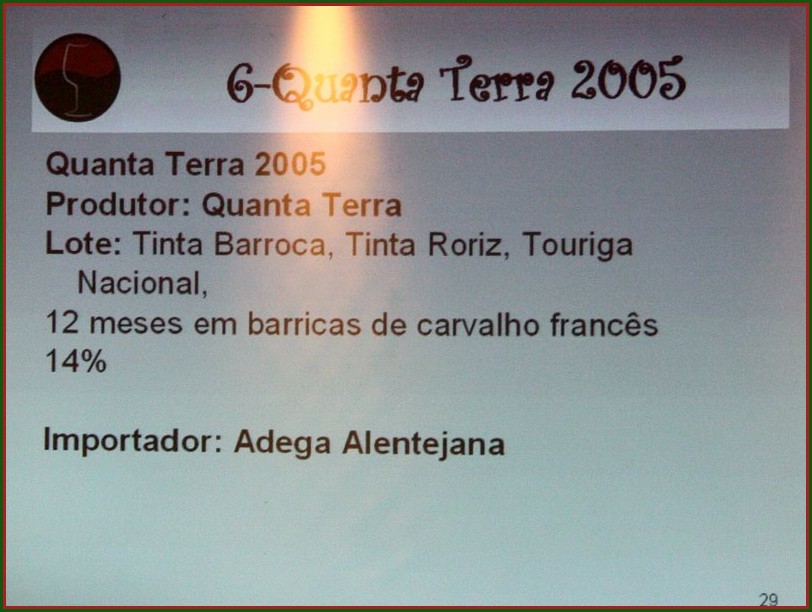 6-Quanta Terra 2005
Quanta Terra 2005
Produtor: Quanta Terra
Lote: Tinta Barroca, Tinta Roriz, Touriga
Nacional,
12 meses em barricas de carvalho francês
14%
Importador: Adega Alentejana
29